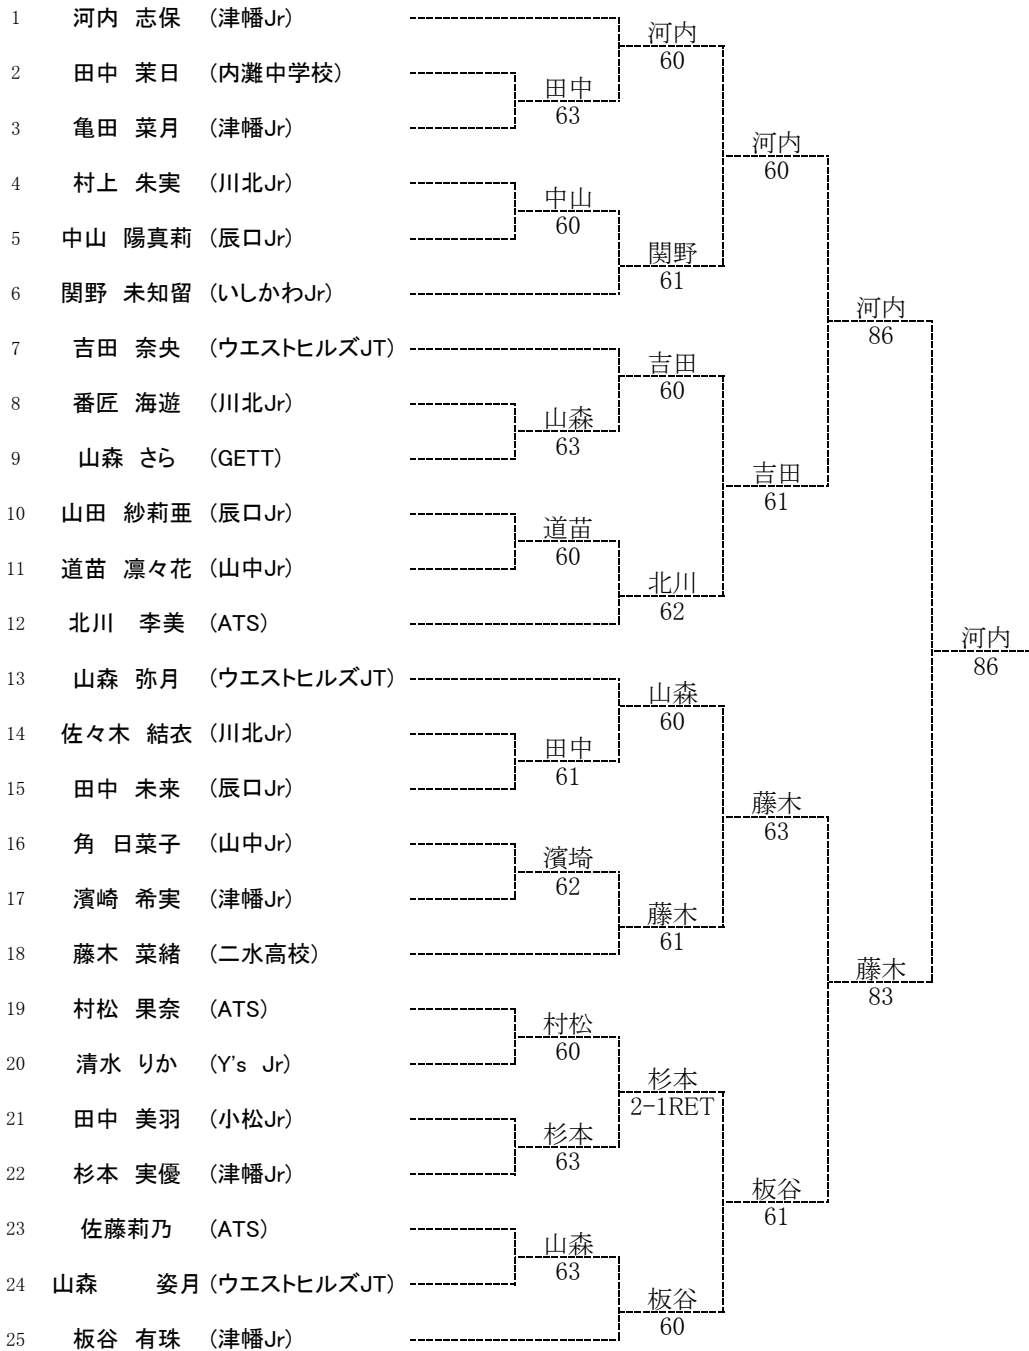 1 河内 志保 (津幡Jr)
河内
60
2 田中 茉日 (内灘中学校)
田中
63
3 亀田 菜月 (津幡Jr)
河内
60
4 村上 朱実 (川北Jr)
中山
60
5 中山 陽真莉 (辰口Jr)
関野
61
6 関野 未知留 (いしかわJr)
河内
86
7 吉田 奈央 (ウエストヒルズJT)
吉田
60
8 番匠 海遊 (川北Jr)
山森
63
9 山森 さら (GETT)
吉田
61
10 山田 紗莉亜 (辰口Jr)
道苗
60
11 道苗 凛々花 (山中Jr)
北川
62
12 北川 李美 (ATS)
河内
86
13 山森 弥月 (ウエストヒルズJT)
山森
60
14 佐々木 結衣 (川北Jr)
田中
61
15 田中 未来 (辰口Jr)
藤木
63
16 角 日菜子 (山中Jr)
濱埼
62
17 濱崎 希実 (津幡Jr)
藤木
61
18 藤木 菜緒 (二水高校)
藤木
83
19 村松 果奈 (ATS)
村松
60
20 清水 りか (Y's Jr)
杉本
2-1RET
21 田中 美羽 (小松Jr)
杉本
63
22 杉本 実優 (津幡Jr)
板谷
61
23 佐藤莉乃 (ATS)
山森
63
24 山森 姿月 (ウエストヒルズJT)
板谷
60
25 板谷 有珠 (津幡Jr)